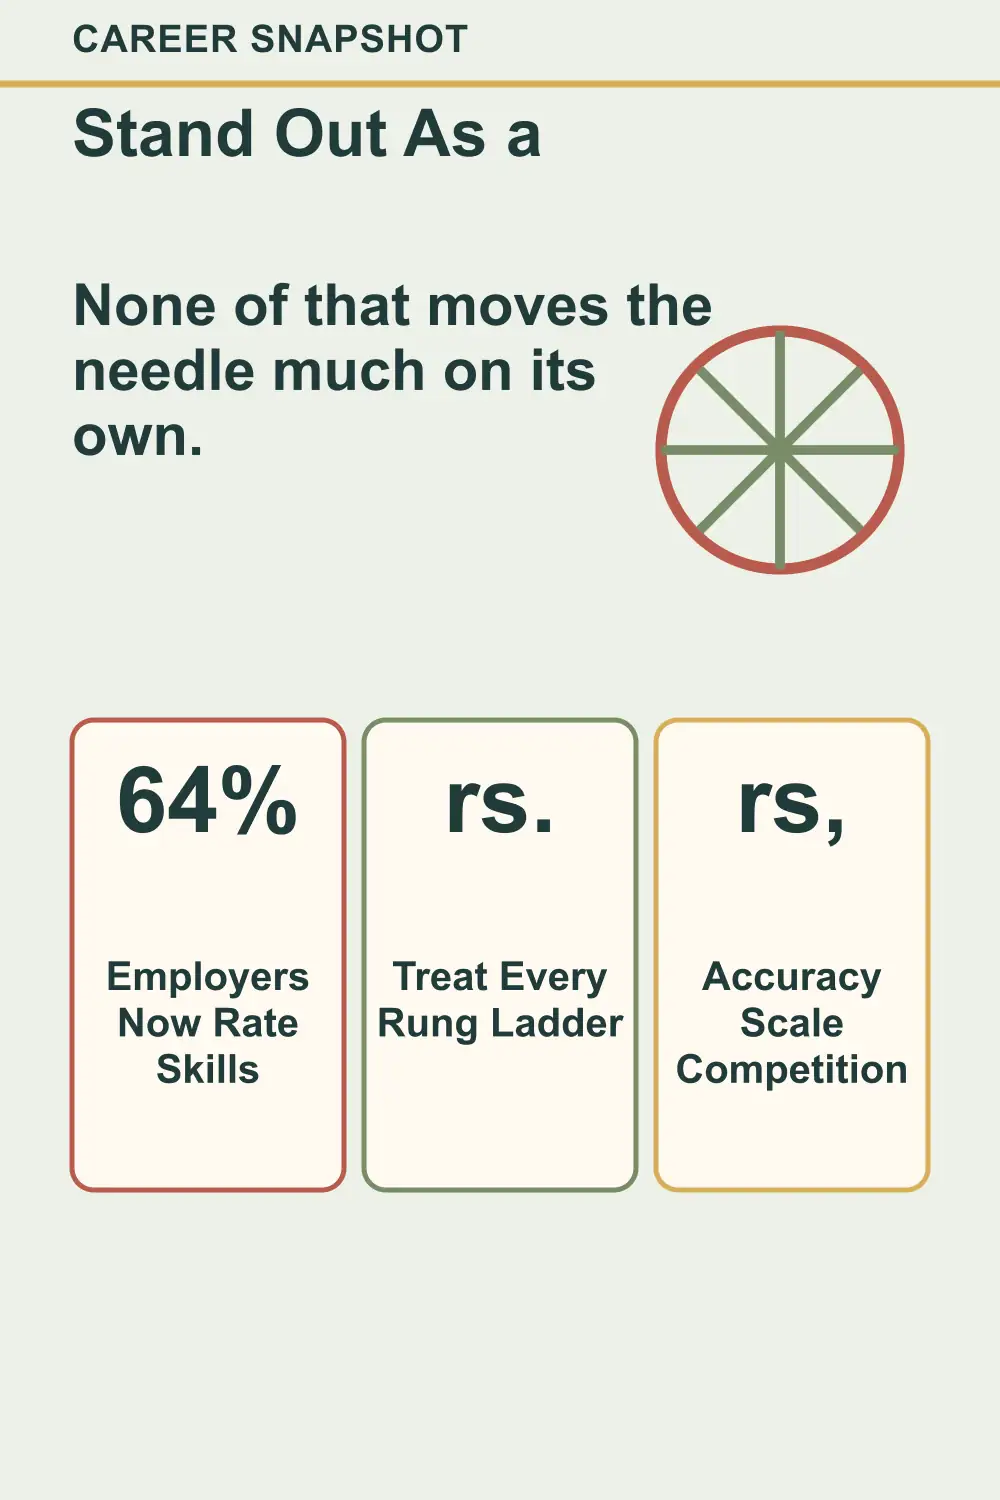 CAREER SNAPSHOT
Stand Out As a
None of that moves the
needle much on its
own.
64%
Employers
Now Rate
Skills
rs.
Treat Every
Rung Ladder
rs,
Accuracy
Scale
Competition